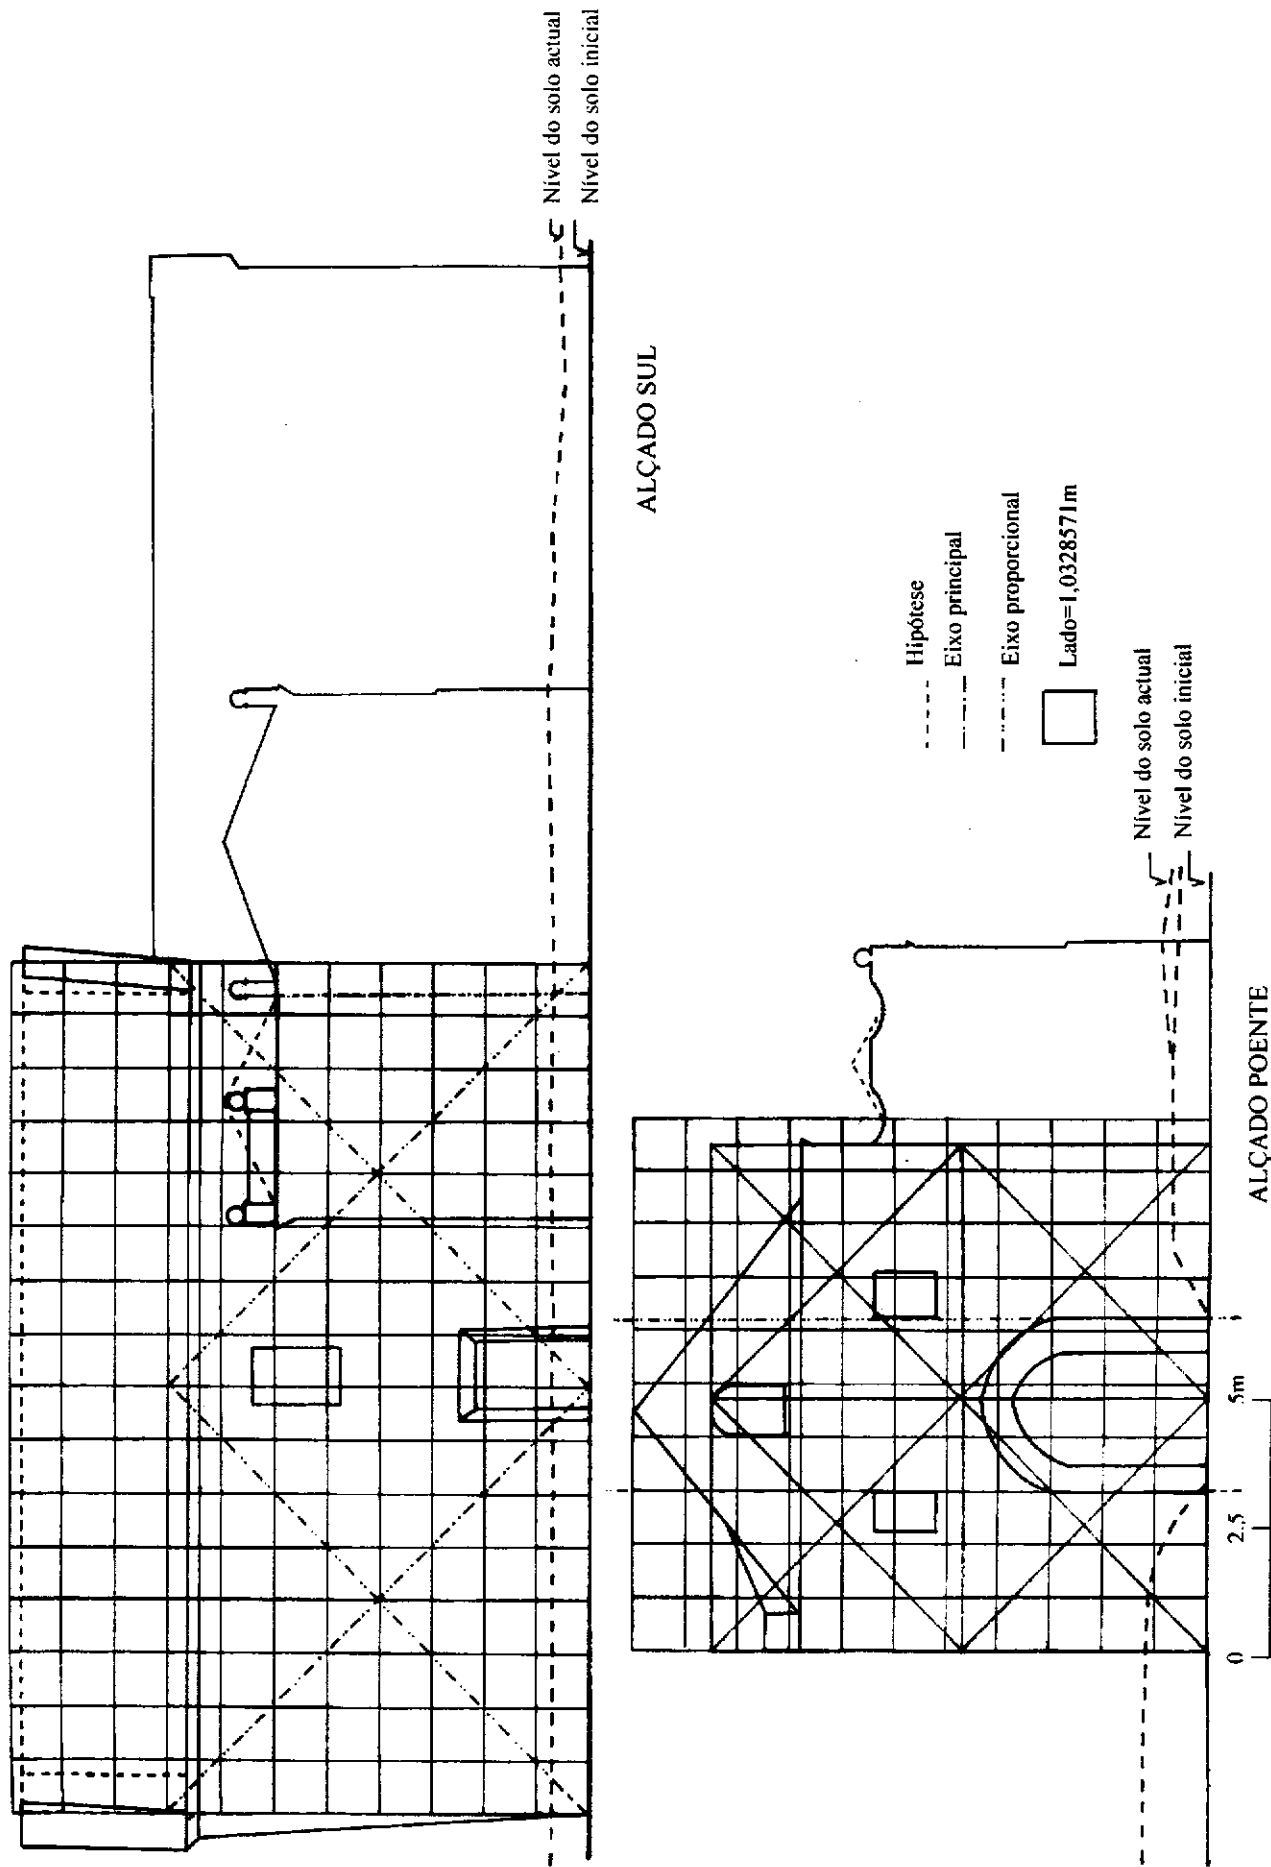 Nível do solo actual
Nível do solo inicial
ALÇADO SUL
Hipótese
Eixo principal
Eixo proporcional
Lado=1,0328571m
Nível do solo actual
Nível do solo inicial
0 2.5 5m
ALÇADO POENTE